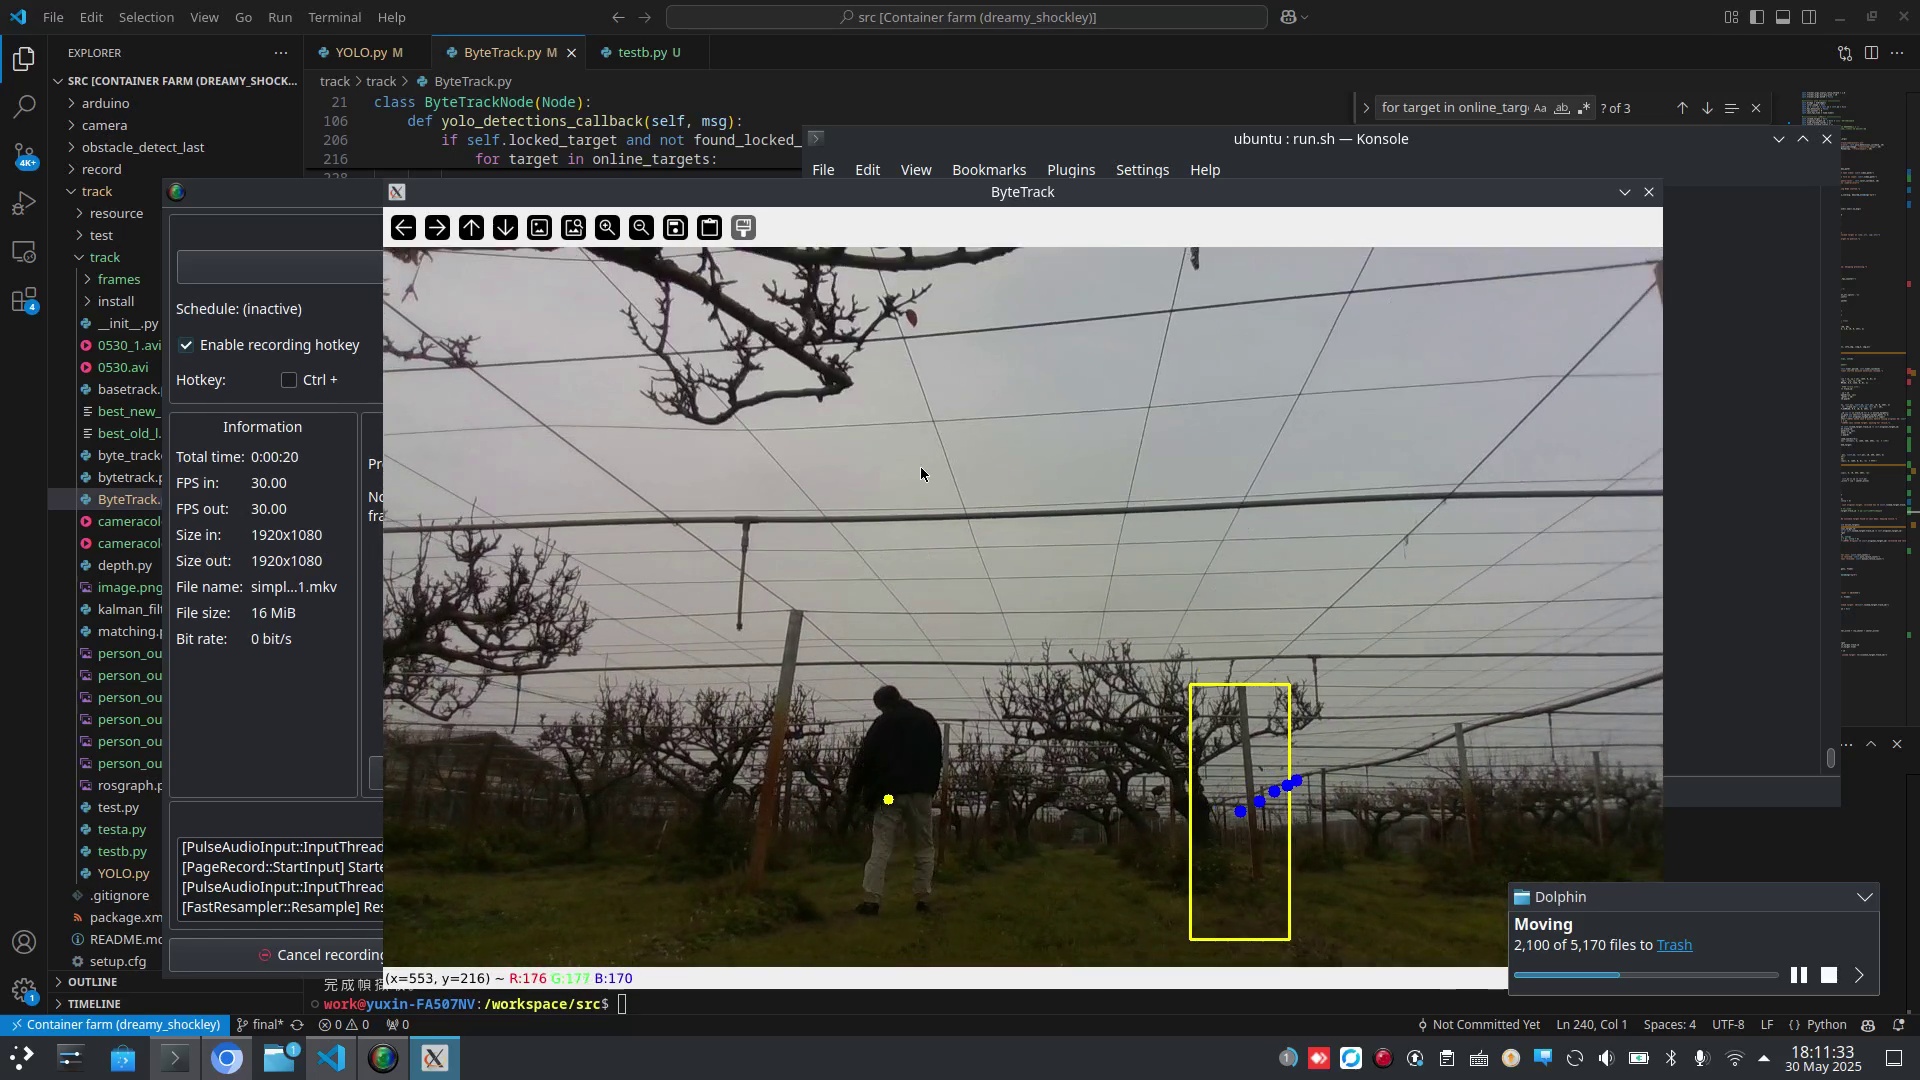 File Edit Selection View Go Run Terminal Help
src [Container farm (dreamy_shockley)]
EXPLORER
SRC [CONTAINER FARM (DREAMY_SHOCK...
arduino
camera
obstacle_detect_last
record
track
resource
test
track
frames
install
__init__.py
0530_1.avi
0530.avi
basetrack.
best_new_
best_old_l.
byte_track
bytetrack.p
ByteTrack.
cameracol
cameracol
depth.py
image.png
kalman_filt
matching.p
person_ou
person_ou
person_ou
person_ou
person_ou
person_ou
rosgraph.p
test.py
testa.py
testb.py
YOLO.py
.gitignore
package.xm
README.md
setup.cfg
OUTLINE
TIMELINE
YOLO.py M
ByteTrack.py M
testb.py U
track > track > ByteTrack.py
21 class ByteTrackNode(Node):
106 def yolo_detections_callback(self, msg):
206 if self.locked_target and not found_locked_
216 for target in online_targets:
228
for target in online_targ
Aa ab
? of 3
ubuntu : run.sh — Konsole
File Edit View Bookmarks Plugins Settings Help
ByteTrack
Schedule: (inactive)
Enable recording hotkey
Hotkey: Ctrl +
Information
Total time: 0:00:20
FPS in: 30.00
FPS out: 30.00
Size in: 1920x1080
Size out: 1920x1080
File name: simpl...1.mkv
File size: 16 MiB
Bit rate: 0 bit/s
Pr
No
fra
[PulseAudioInput::InputThread
[PageRecord::StartInput] Starte
[PulseAudioInput::InputThread
[FastResampler::Resample] Res
Cancel recording
(x=553, y=216) ~ R:176 G:177 B:170
work@yuxin-FA507NV:/workspace/src$
Dolphin
Moving
2,100 of 5,170 files to Trash
Container farm (dreamy_shockley)
final*
0 0
0
Not Committed Yet
Ln 240, Col 1
Spaces: 4
UTF-8
LF
{} Python
4K+
4
1
1
1
18:11:33
30 May 2025